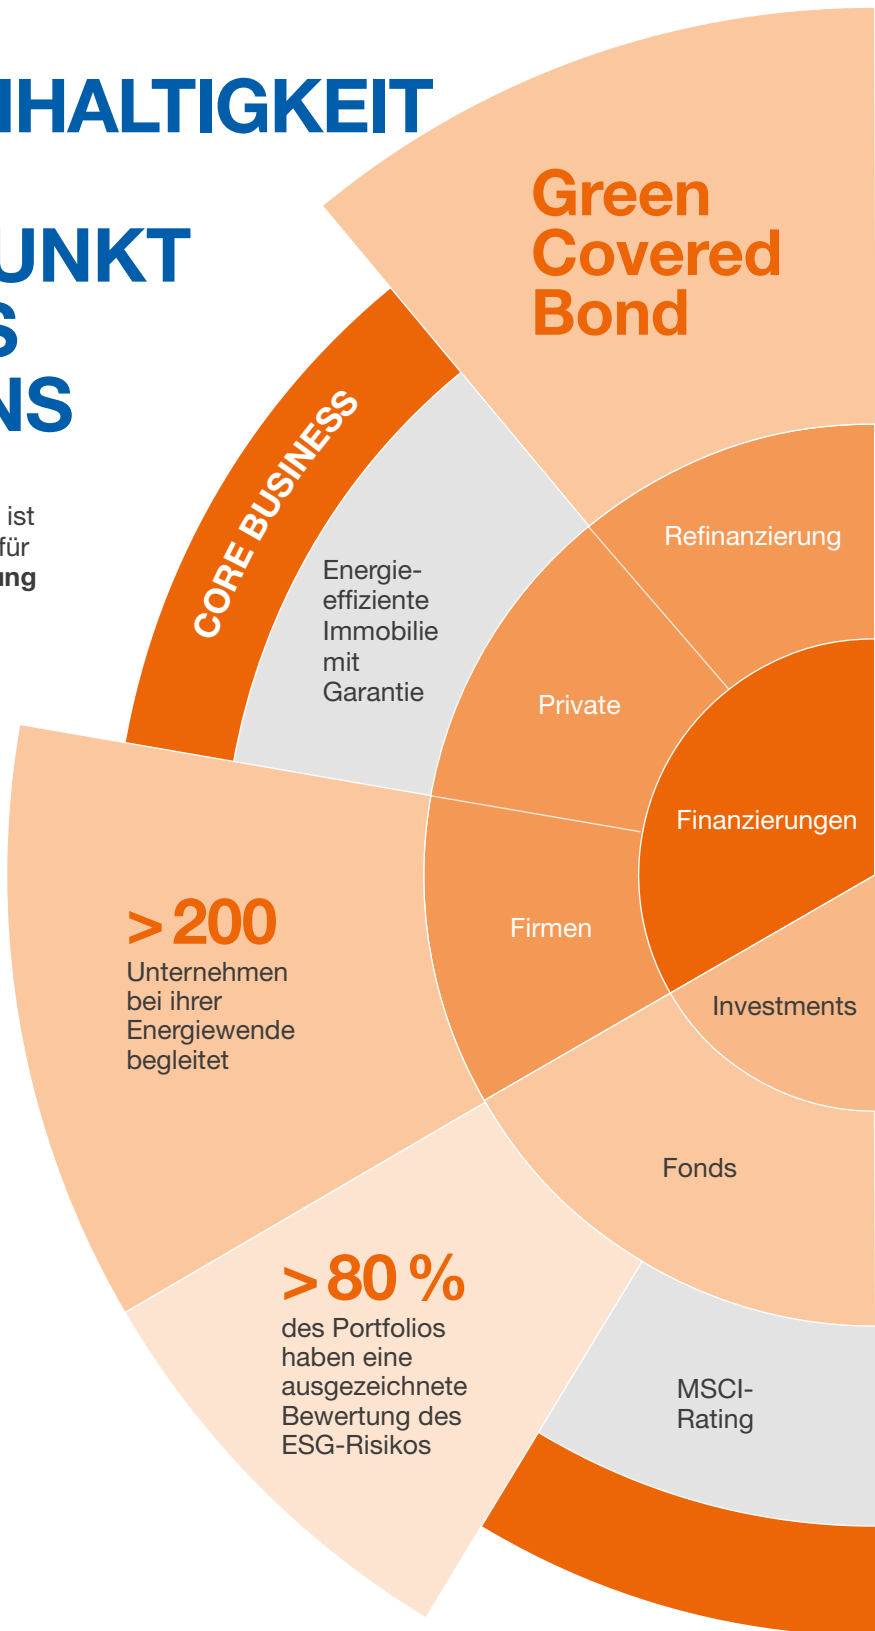 HALTIGKEIT
UNKT
S
NS
ist
für
ung
Green
Covered
Bond
CORE BUSINESS
Energie-
effiziente
Immobilie
mit
Garantie
Refinanzierung
Private
Finanzierungen
Firmen
> 200
Unternehmen
bei ihrer
Energiewende
begleitet
Investments
Fonds
> 80 %
des Portfolios
haben eine
ausgezeichnete
Bewertung des
ESG-Risikos
MSCI-
Rating